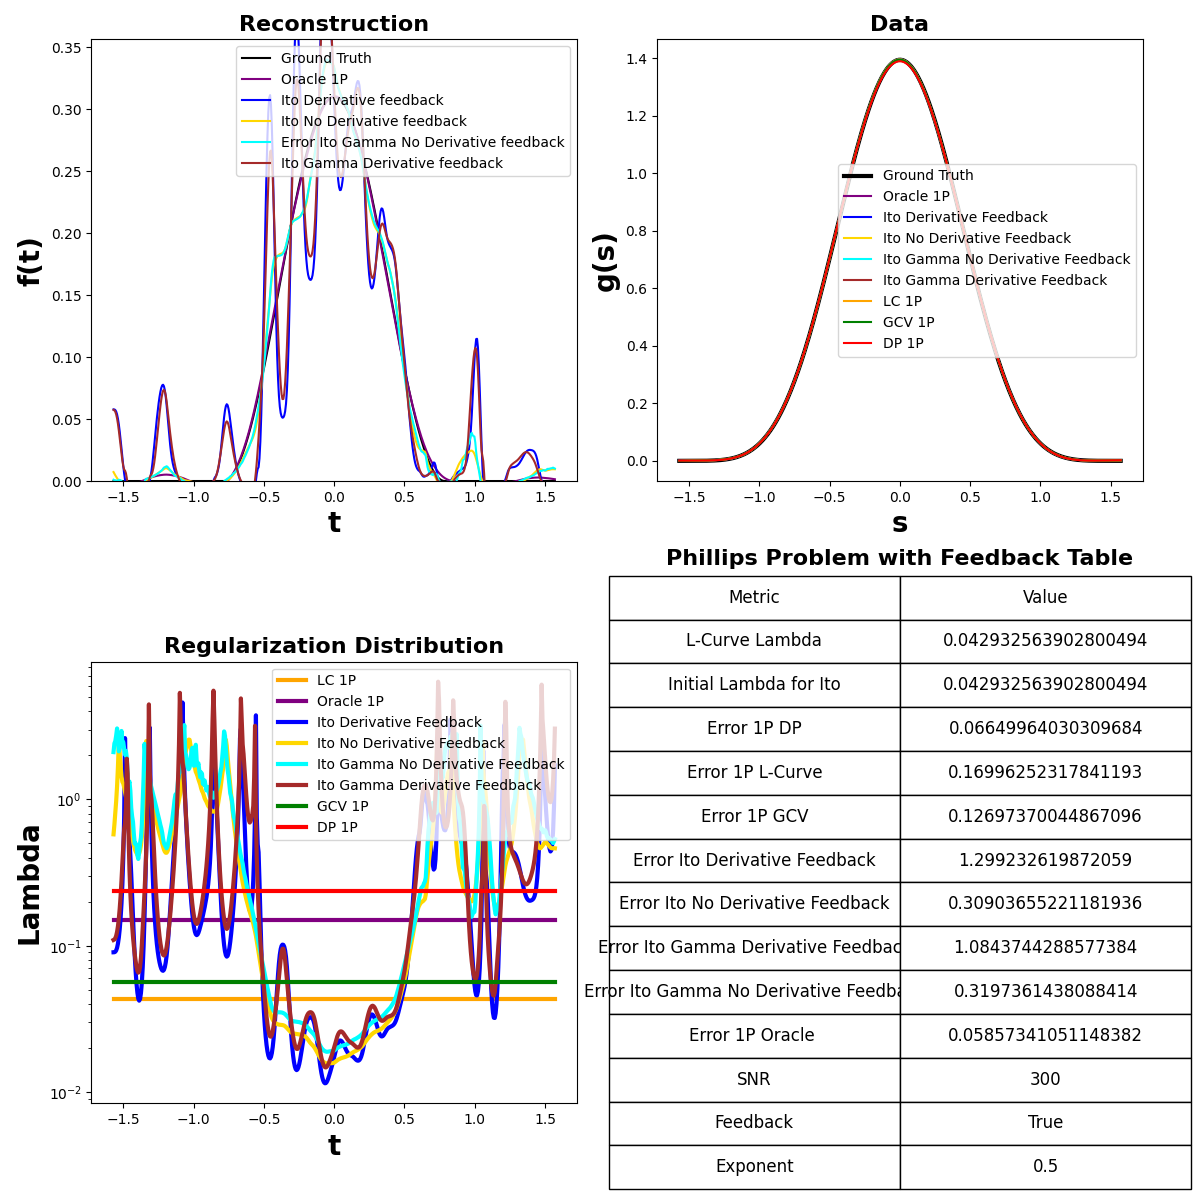 Reconstruction
0.35
0.30
0.25
0.20
0.15
0.10
0.05
0.00
f(t)
Ground Truth
Oracle 1P
Ito Derivative feedback
Ito No Derivative feedback
Error Ito Gamma No Derivative feedback
Ito Gamma Derivative feedback
−1.5 −1.0 −0.5 0.0 0.5 1.0 1.5
t
Data
1.4
1.2
1.0
0.8
0.6
0.4
0.2
0.0
g(s)
Ground Truth
Oracle 1P
Ito Derivative Feedback
Ito No Derivative Feedback
Ito Gamma No Derivative Feedback
Ito Gamma Derivative Feedback
LC 1P
GCV 1P
DP 1P
−1.5 −1.0 −0.5 0.0 0.5 1.0 1.5
s
Regularization Distribution
10⁰
10⁻¹
10⁻²
Lambda
LC 1P
Oracle 1P
Ito Derivative Feedback
Ito No Derivative Feedback
Ito Gamma No Derivative Feedback
Ito Gamma Derivative Feedback
GCV 1P
DP 1P
−1.5 −1.0 −0.5 0.0 0.5 1.0 1.5
t
Phillips Problem with Feedback Table
Metric Value
L-Curve Lambda 0.042932563902800494
Initial Lambda for Ito 0.042932563902800494
Error 1P DP 0.06649964030309684
Error 1P L-Curve 0.16996252317841193
Error 1P GCV 0.12697370044867096
Error Ito Derivative Feedback 1.299232619872059
Error Ito No Derivative Feedback 0.30903655221181936
Error Ito Gamma Derivative Feedbac 1.0843744288577384
Error Ito Gamma No Derivative Feedba 0.3197361438088414
Error 1P Oracle 0.05857341051148382
SNR 300
Feedback True
Exponent 0.5